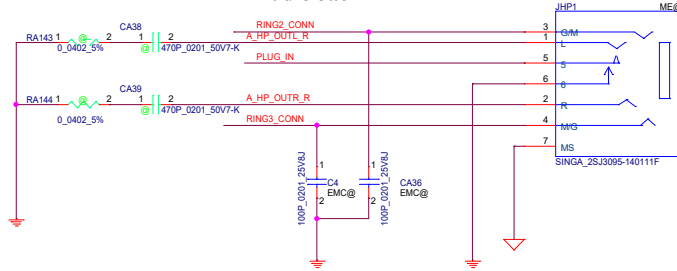 JHP1 ME@
CA38
RING2_CONN
3 G/M
RA143 1 2 1 2 A_HP_OUTL_R 1 L
@ @
0_0402_5% 470P_0201_50V7-K
PLUG_IN 5 5
6 6
CA39
RA144 1 2 1 2 A_HP_OUTR_R 2 R
@ @
0_0402_5% 470P_0201_50V7-K
RING3_CONN 4 M/G
7 MS
SINGA_2SJ3095-140111F
100P_0201_25V8J
1
C4
EMC@
2
100P_0201_25V8J
1
CA36
EMC@
2